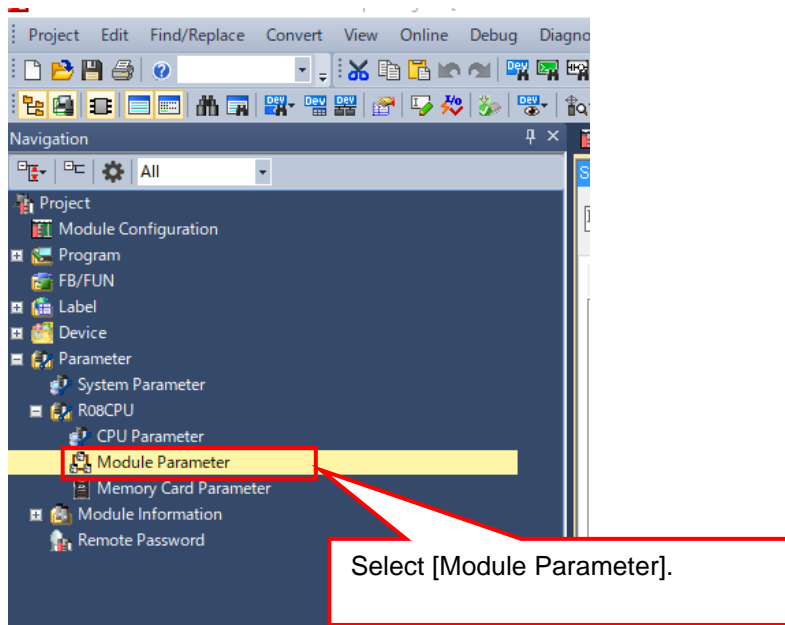 Project Edit Find/Replace Convert View Online Debug
Navigation
All
Project
Module Configuration
Program
FB/FUN
Label
Device
Parameter
System Parameter
R08CPU
CPU Parameter
Module Parameter
Memory Card Parameter
Module Information
Remote Password
Select [Module Parameter].